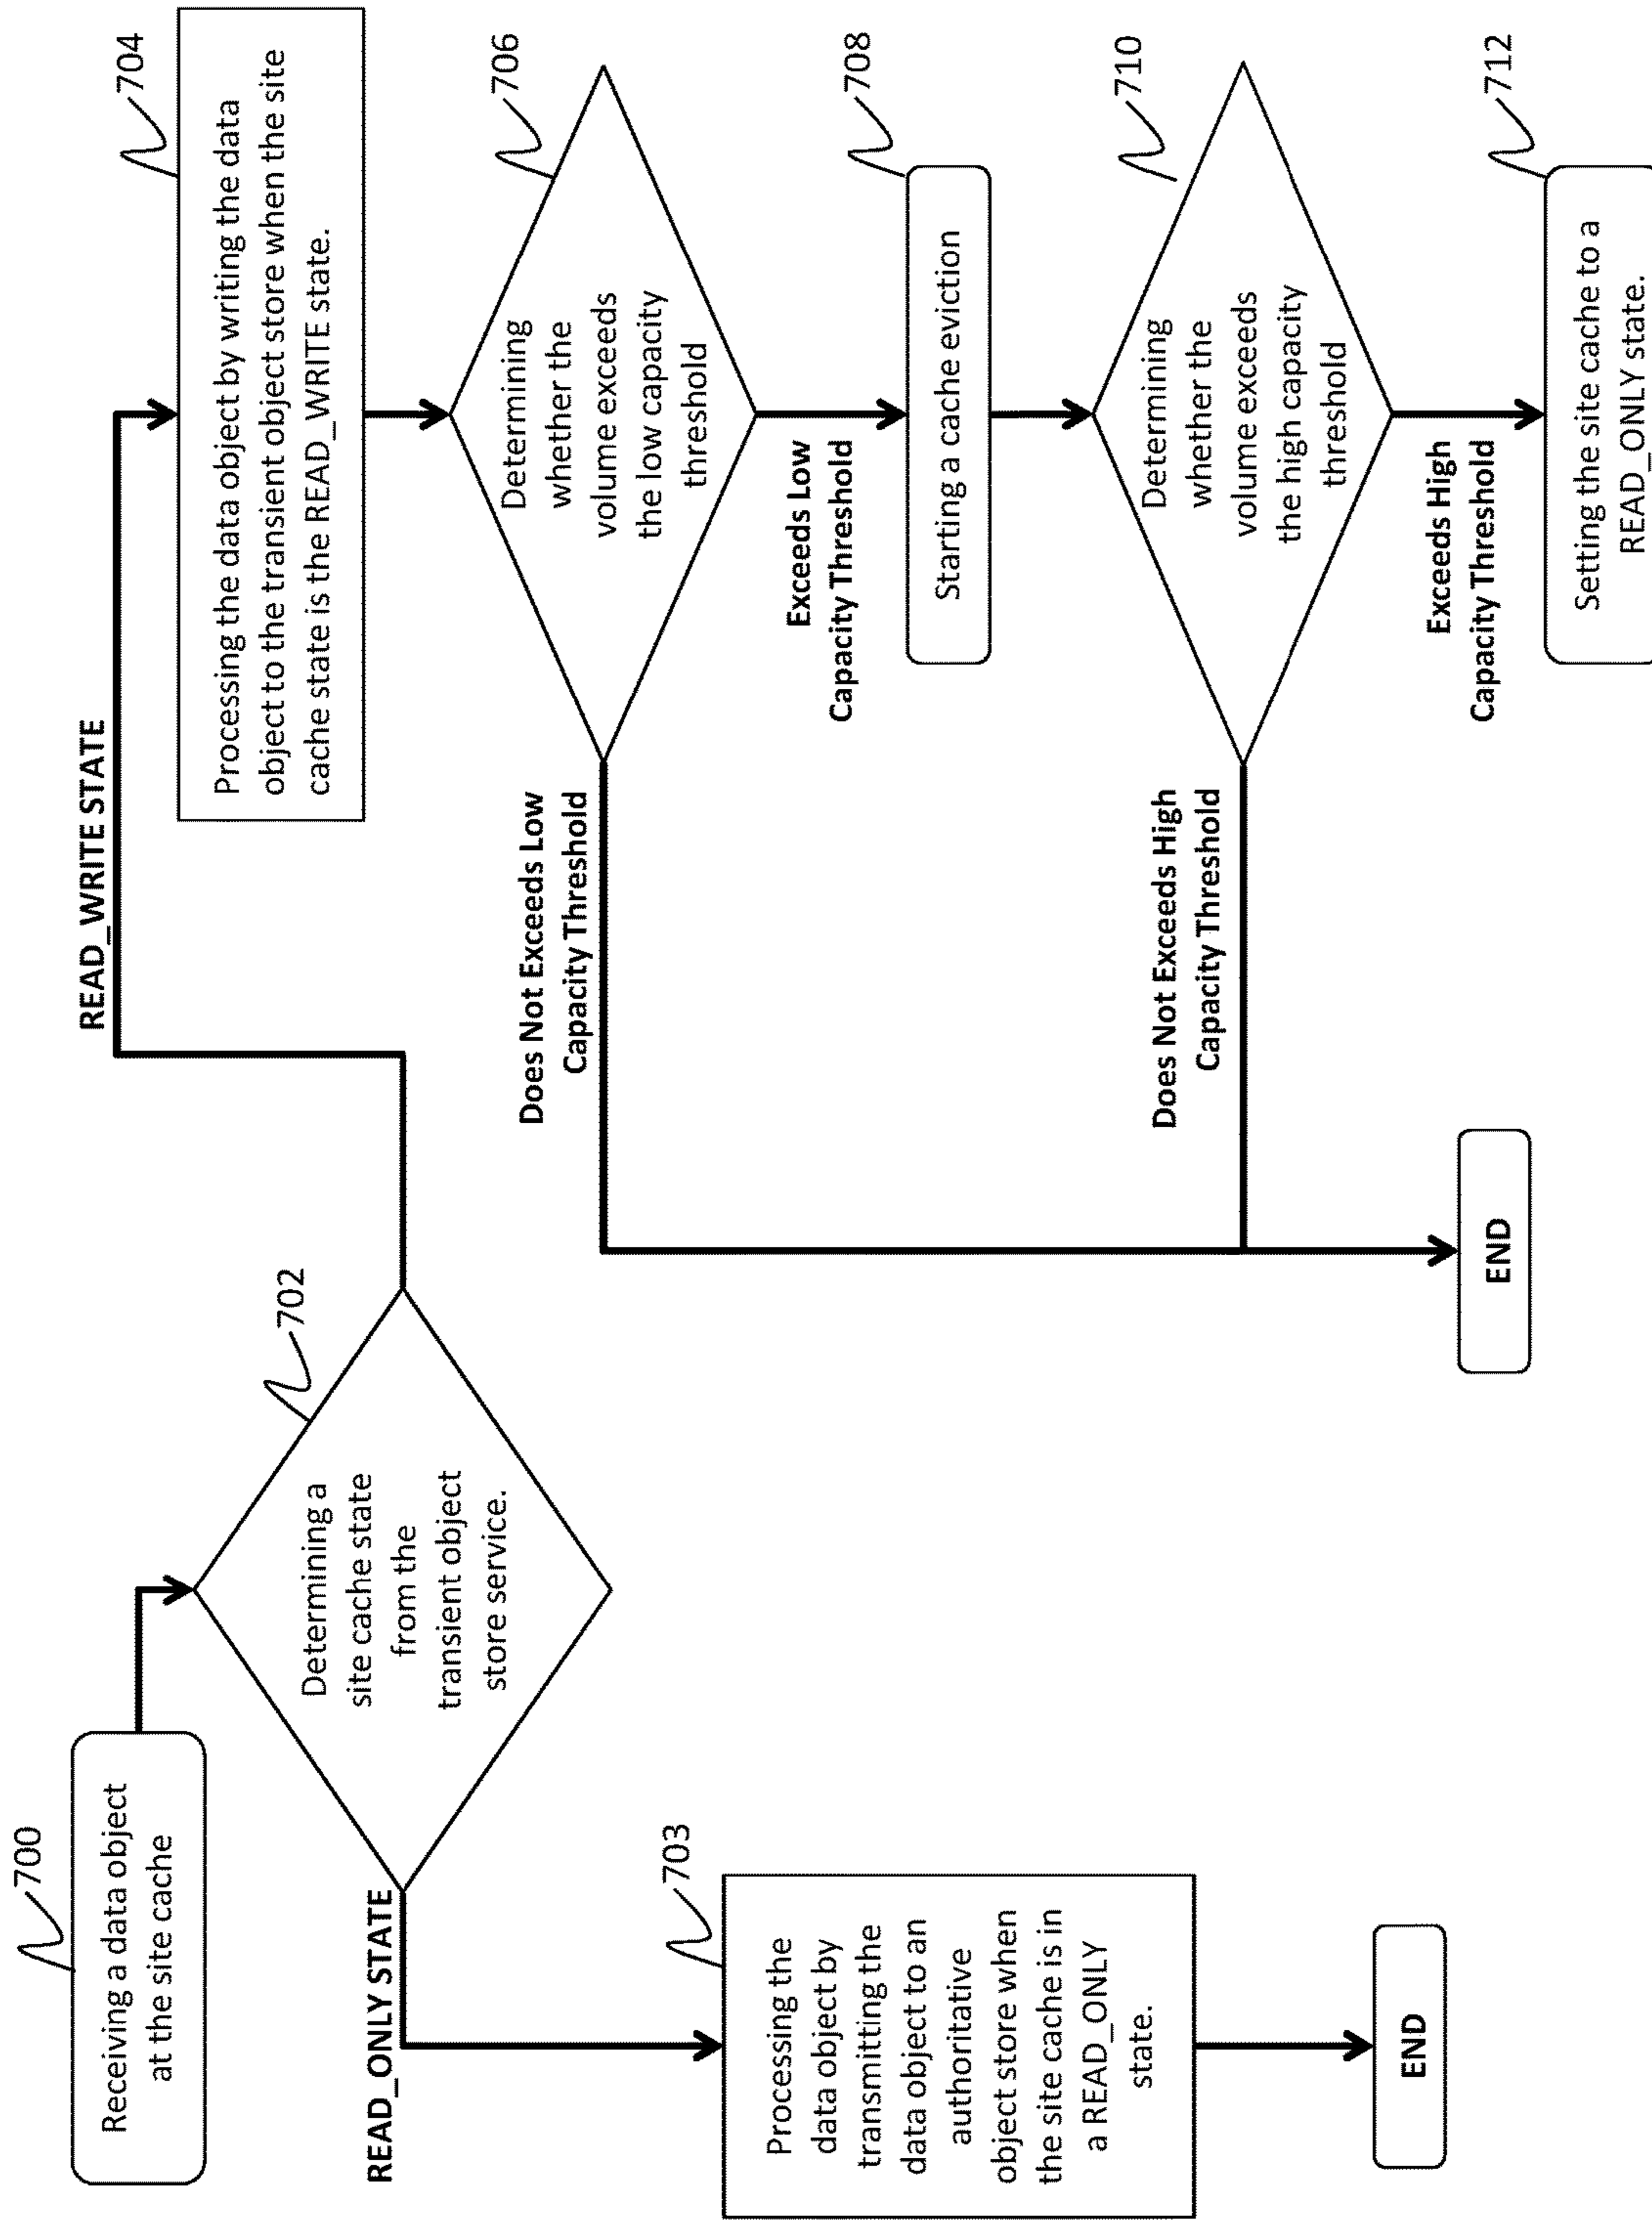 700
Receiving a data object
at the site cache
702
Determining a
site cache state
from the
transient object
store service.
READ_ONLY STATE
703
Processing the
data object by
transmitting the
data object to an
authoritative
object store when
the site cache is in
a READ_ONLY
state.
END
READ_WRITE STATE
704
Processing the data object by writing the data
object to the transient object store when the site
cache state is the READ_WRITE state.
706
Determining
whether the
volume exceeds
the low capacity
threshold
Does Not Exceeds Low
Capacity Threshold
Exceeds Low
Capacity Threshold
708
Starting a cache eviction
710
Determining
whether the
volume exceeds
the high capacity
threshold
Does Not Exceeds High
Capacity Threshold
END
Exceeds High
Capacity Threshold
712
Setting the site cache to a
READ_ONLY state.